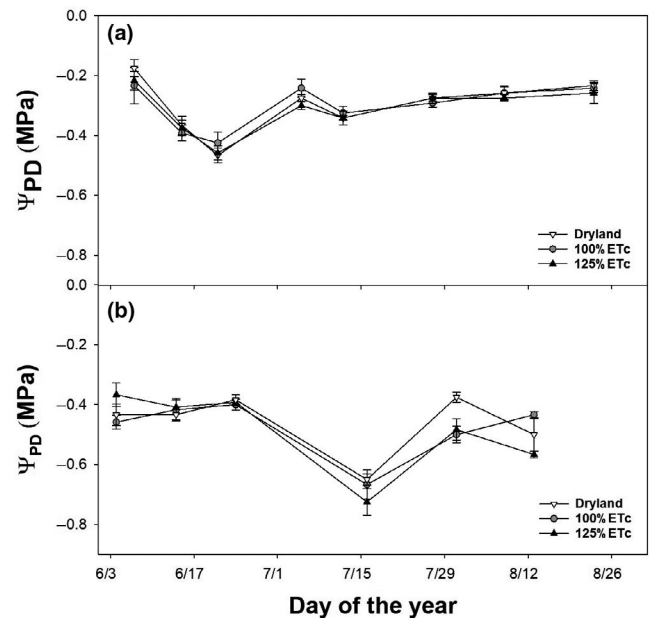 (a)
0.0
−0.2
−0.4
−0.6
−0.8
ΨPD (MPa)
Dryland
100% ETc
125% ETc
(b)
0.0
−0.2
−0.4
−0.6
−0.8
ΨPD (MPa)
Dryland
100% ETc
125% ETc
6/3 6/17 7/1 7/15 7/29 8/12 8/26
Day of the year